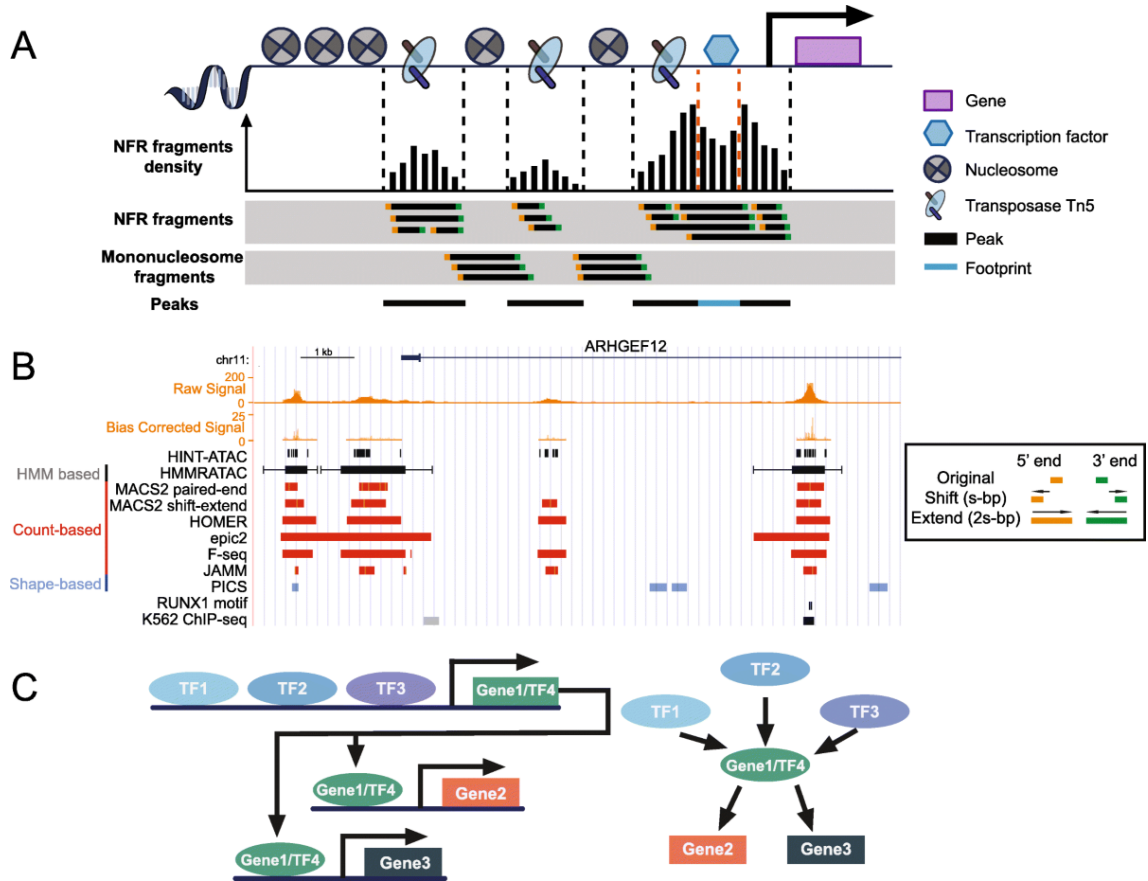 A
NFR fragments
density
NFR fragments
Mononucleosome
fragments
Peaks
Gene
Transcription factor
Nucleosome
Transposase Tn5
Peak
Footprint
B
ARHGEF12
chr11:
1 kb
200
Raw Signal
0
25
Bias Corrected Signal
0
HINT-ATAC
HMM based
HMMRATAC
MACS2 paired-end
MACS2 shift-extend
Count-based
HOMER
epic2
F-seq
JAMM
Shape-based
PICS
RUNX1 motif
K562 ChIP-seq
5' end 3' end
Original
Shift (s-bp)
Extend (2s-bp)
C
TF1 TF2 TF3 Gene1/TF4
Gene1/TF4 Gene2
Gene1/TF4 Gene3
TF2
TF1 TF3
Gene1/TF4
Gene2 Gene3